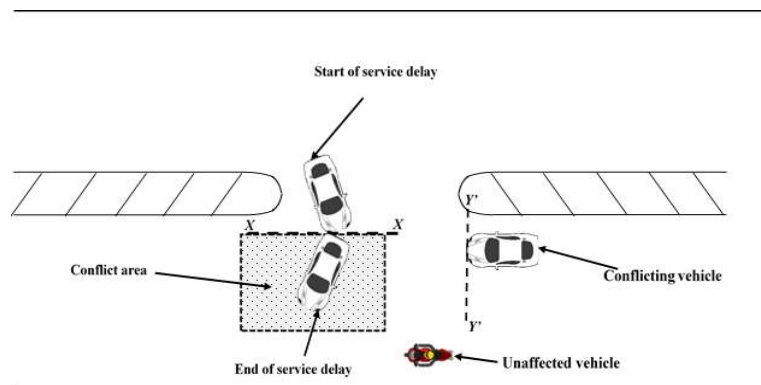 Start of service delay
Y'
X X
Conflict area
Conflicting vehicle
Y'
End of service delay
Unaffected vehicle